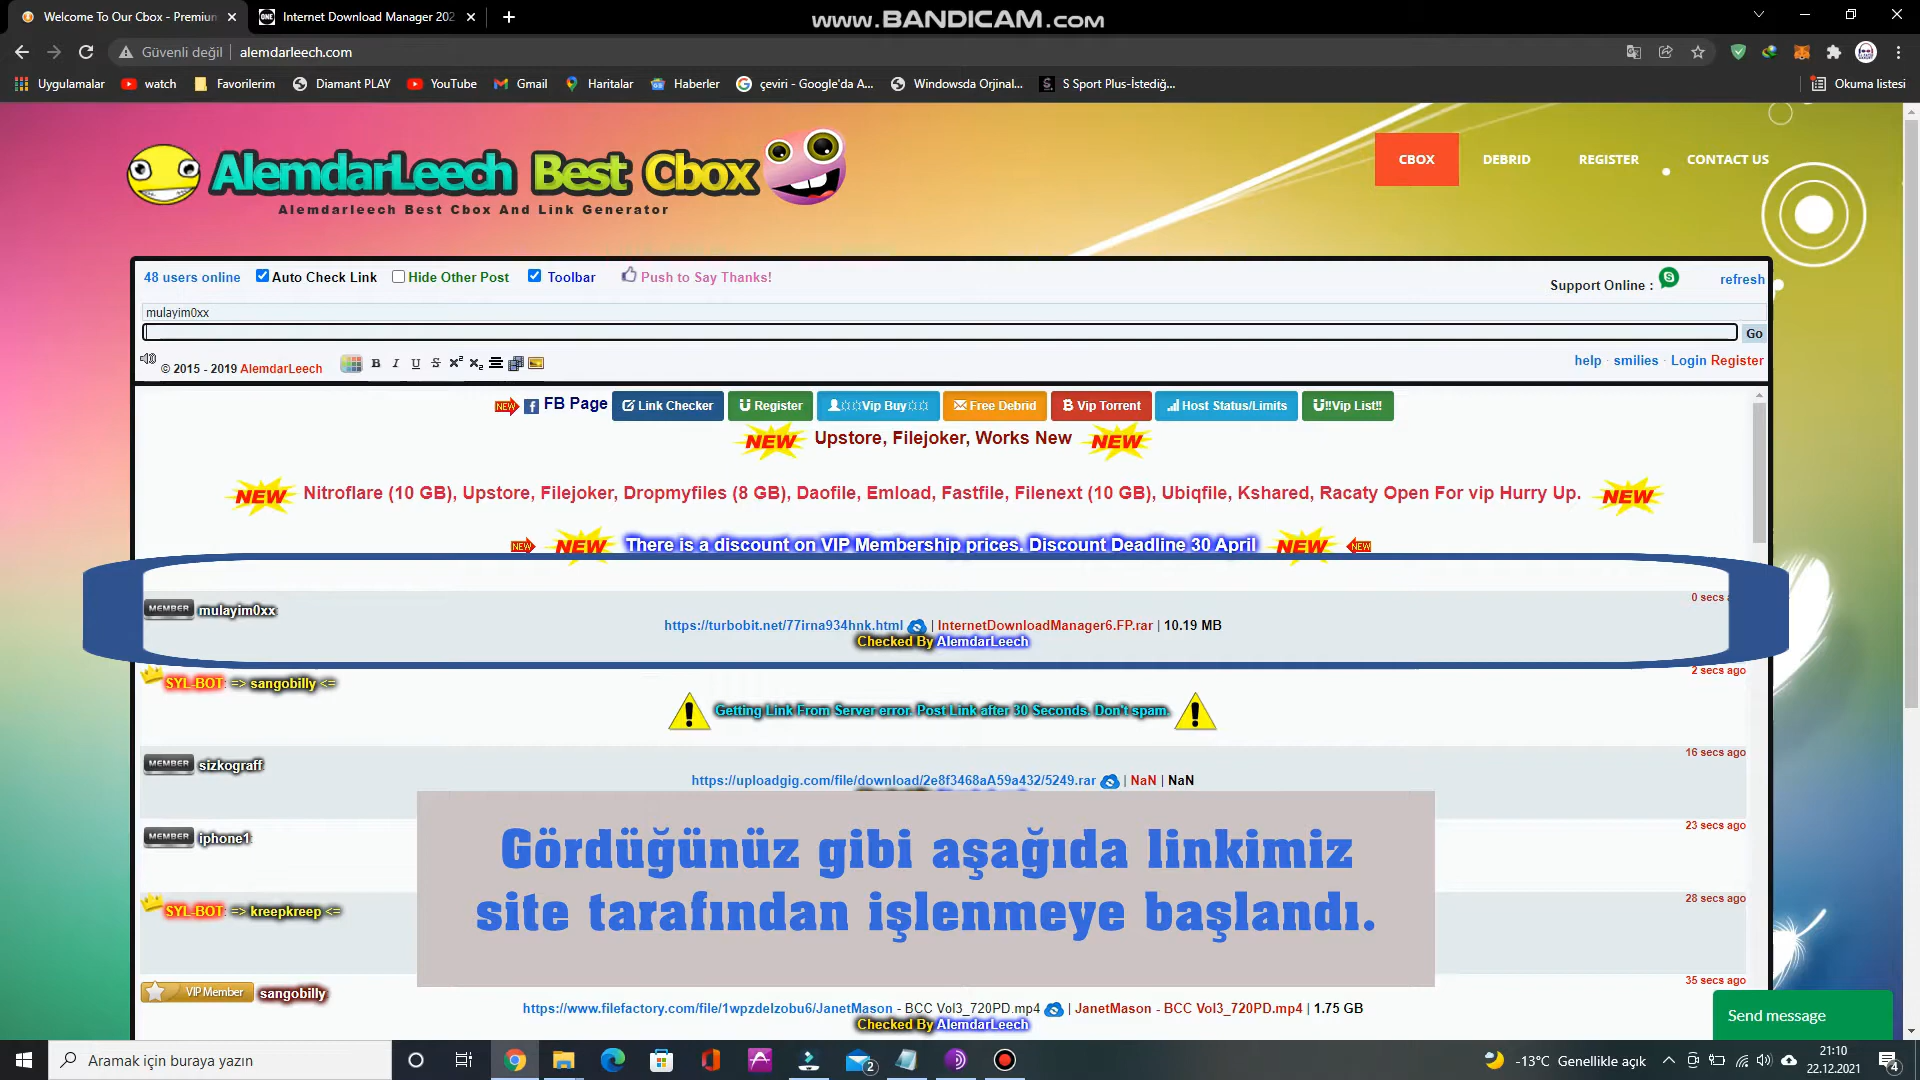 Welcome To Our Cbox - Premium
ONE Internet Download Manager 202
www.BANDICAM.com
Güvenli değil alemdarleech.com
Uygulamalar watch Favorilerim Diamant PLAY YouTube Gmail Haritalar Haberler çeviri - Google'da A... Windowsda Orjinal... S Sport Plus-İstediğ... Okuma listesi
AlemdarLeech Best Cbox
Alemdarleech Best Cbox And Link Generator
CBOX DEBRID REGISTER CONTACT US
48 users online Auto Check Link Hide Other Post Toolbar Push to Say Thanks! Support Online : refresh
mulayim0xx
Go
© 2015 - 2019 AlemdarLeech B I U S X² X₂ help · smilies · Login Register
NEW FB Page Link Checker Register Vip Buy Free Debrid Vip Torrent Host Status/Limits !!Vip List!!
NEW Upstore, Filejoker, Works New NEW
NEW Nitroflare (10 GB), Upstore, Filejoker, Dropmyfiles (8 GB), Daofile, Emload, Fastfile, Filenext (10 GB), Ubiqfile, Kshared, Racaty Open For vip Hurry Up. NEW
NEW NEW There is a discount on VIP Membership prices. Discount Deadline 30 April NEW NEW
0 secs
MEMBER mulayim0xx
https://turbobit.net/77irna934hnk.html | InternetDownloadManager6.FP.rar | 10.19 MB
Checked By AlemdarLeech
2 secs ago
SYL-BOT: => sangobilly <=
Getting Link From Server error. Post Link after 30 Seconds. Don't spam.
16 secs ago
MEMBER sizkograff
https://uploadgig.com/file/download/2e8f3468aA59a432/5249.rar | NaN | NaN
23 secs ago
MEMBER iphone1
Gördüğünüz gibi aşağıda linkimiz
site tarafından işlenmeye başlandı.
28 secs ago
SYL-BOT: => kreepkreep <=
35 secs ago
VIP Member sangobilly
https://www.filefactory.com/file/1wpzdelzobu6/JanetMason - BCC Vol3_720PD.mp4 | JanetMason - BCC Vol3_720PD.mp4 | 1.75 GB
Checked By AlemdarLeech
Send message
Aramak için buraya yazın
2
-13°C Genellikle açık
21:10
22.12.2021
4